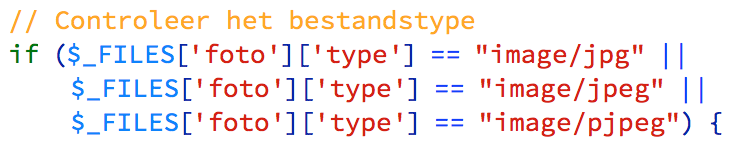 // Controleer het bestandstype
if ($_FILES['foto']['type'] == "image/jpg" ||
    $_FILES['foto']['type'] == "image/jpeg" ||
    $_FILES['foto']['type'] == "image/pjpeg") {